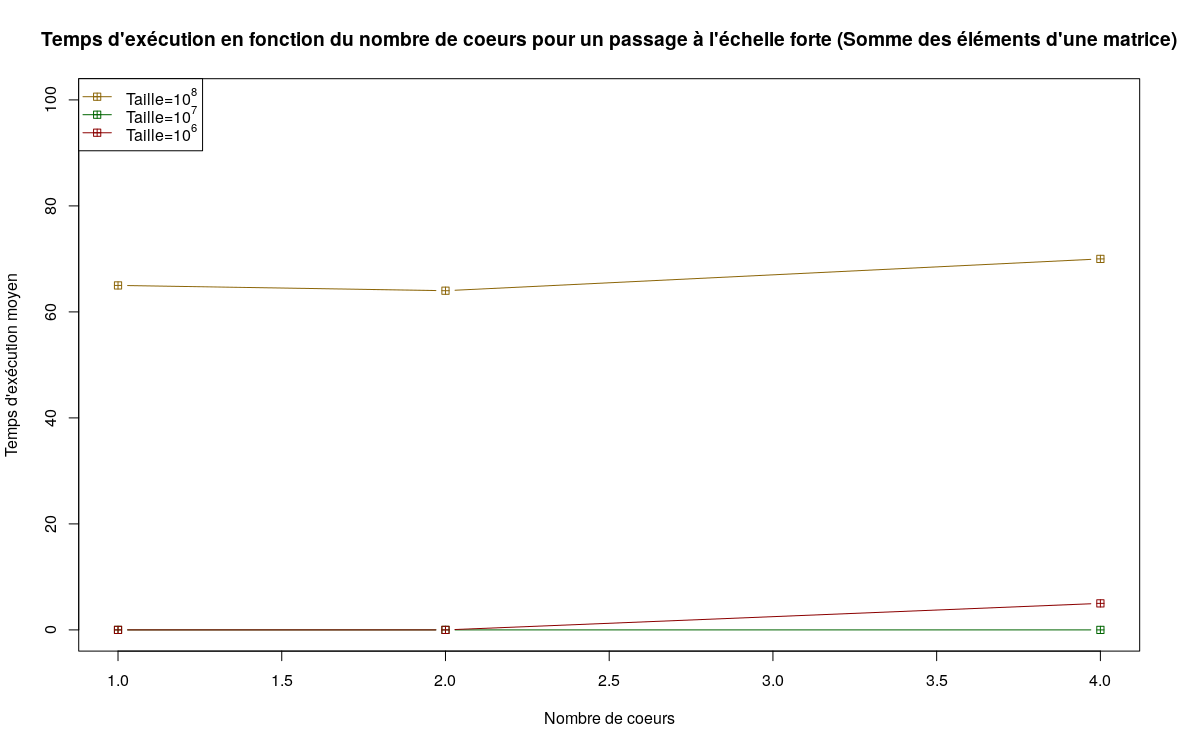 Temps d'exécution en fonction du nombre de coeurs pour un passage à l'échelle forte (Somme des éléments d'une matrice)
Taille=10^8
Taille=10^7
Taille=10^6
100
80
60
40
20
0
Temps d'exécution moyen
1.0 1.5 2.0 2.5 3.0 3.5 4.0
Nombre de coeurs